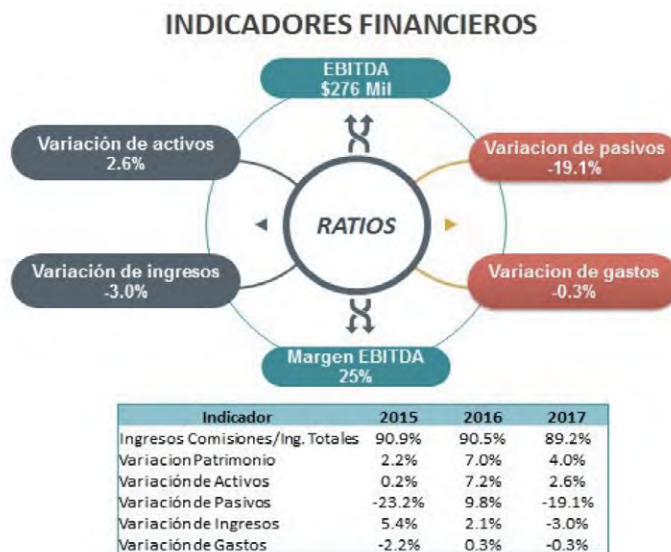 INDICADORES FINANCIEROS
EBITDA
$276 Mil
Variación de activos
2.6%
Variacion de pasivos
-19.1%
RATIOS
Variación de ingresos
-3.0%
Variacion de gastos
-0.3%
Margen EBITDA
25%
Indicador 2015 2016 2017
Ingresos Comisiones/Ing. Totales 90.9% 90.5% 89.2%
Variacion Patrimonio 2.2% 7.0% 4.0%
Variación de Activos 0.2% 7.2% 2.6%
Variación de Pasivos -23.2% 9.8% -19.1%
Variación de Ingresos 5.4% 2.1% -3.0%
Variación de Gastos -2.2% 0.3% -0.3%